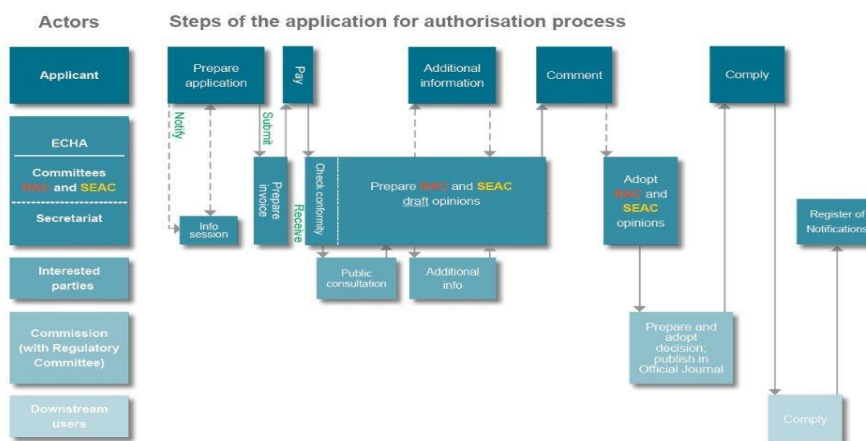 Actors
Steps of the application for authorisation process
Applicant
Prepare
application
Pay
Additional
information
Comment
Comply
Notify
Submit
ECHA
Committees
RAC and SEAC
Secretariat
Info
session
Prepare
invoice
Receive
Check conformity
Prepare RAC and SEAC
draft opinions
Adopt
RAC and
SEAC
opinions
Register of
Notifications
Interested
parties
Public
consultation
Additional
info
Commission
(with Regulatory
Committee)
Prepare and
adopt
decision;
publish in
Official Journal
Downstream
users
Comply